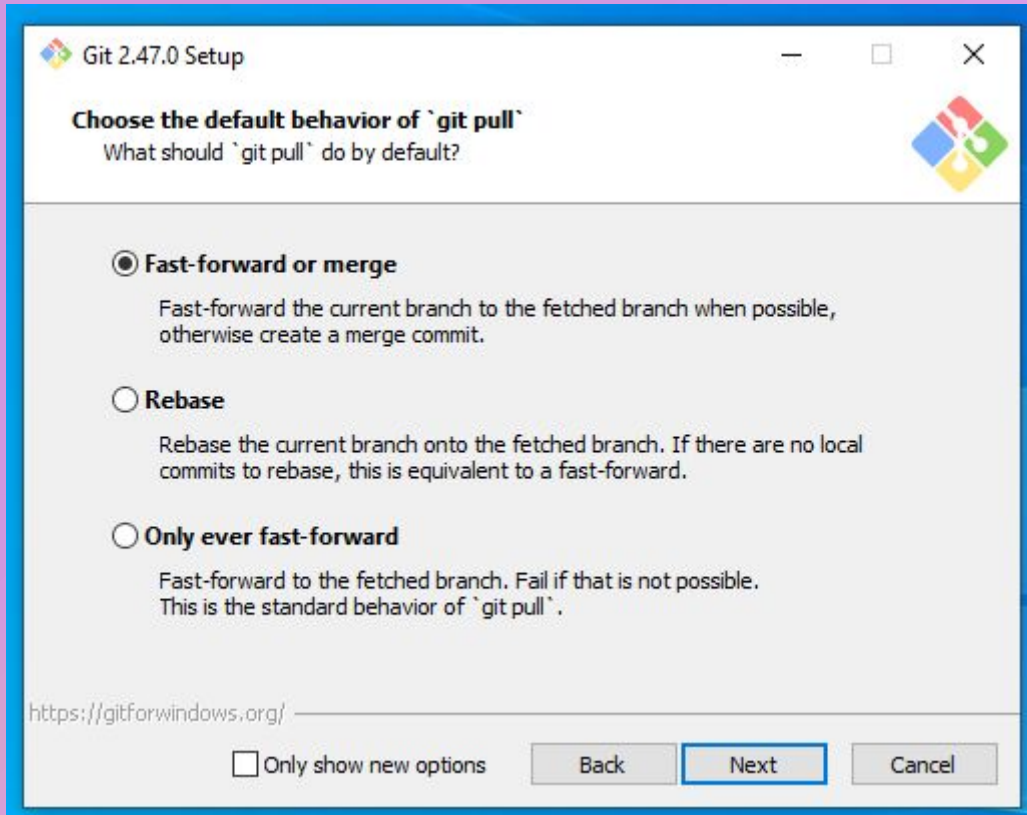 Git 2.47.0 Setup
Choose the default behavior of `git pull`
What should `git pull` do by default?
Fast-forward or merge
Fast-forward the current branch to the fetched branch when possible,
otherwise create a merge commit.
Rebase
Rebase the current branch onto the fetched branch. If there are no local
commits to rebase, this is equivalent to a fast-forward.
Only ever fast-forward
Fast-forward to the fetched branch. Fail if that is not possible.
This is the standard behavior of `git pull`.
https://gitforwindows.org/
Only show new options
Back
Next
Cancel